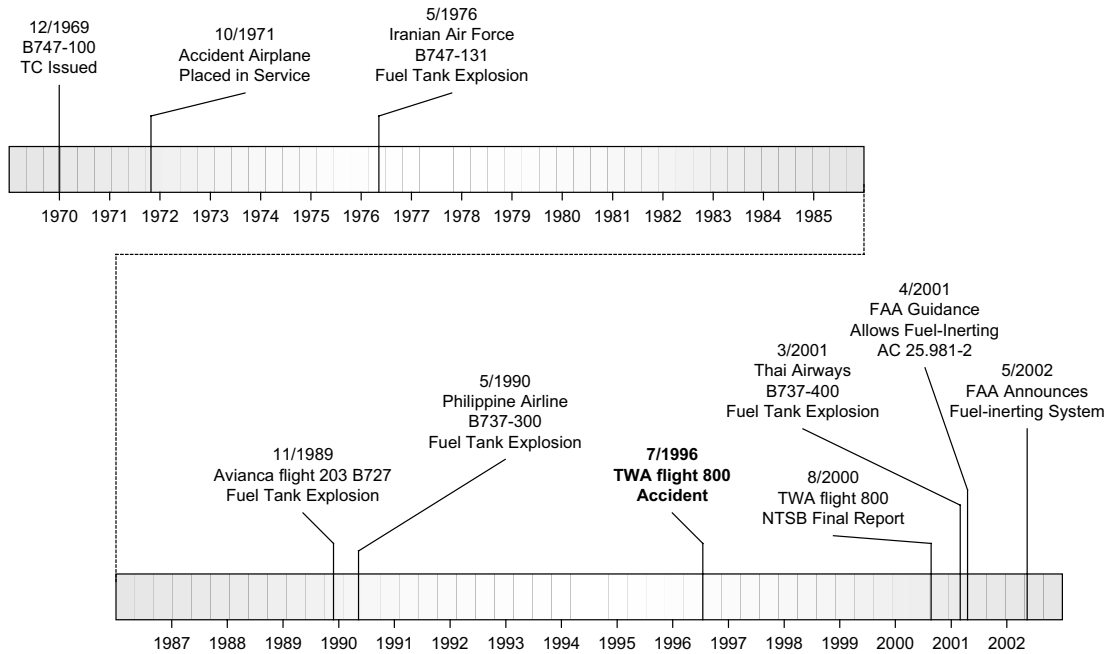 12/1969
B747-100
TC Issued
10/1971
Accident Airplane
Placed in Service
5/1976
Iranian Air Force
B747-131
Fuel Tank Explosion
1970 1971 1972 1973 1974 1975 1976 1977 1978 1979 1980 1981 1982 1983 1984 1985
11/1989
Avianca flight 203 B727
Fuel Tank Explosion
5/1990
Philippine Airline
B737-300
Fuel Tank Explosion
7/1996
TWA flight 800
Accident
8/2000
TWA flight 800
NTSB Final Report
3/2001
Thai Airways
B737-400
Fuel Tank Explosion
4/2001
FAA Guidance
Allows Fuel-Inerting
AC 25.981-2
5/2002
FAA Announces
Fuel-inerting System
1987 1988 1989 1990 1991 1992 1993 1994 1995 1996 1997 1998 1999 2000 2001 2002